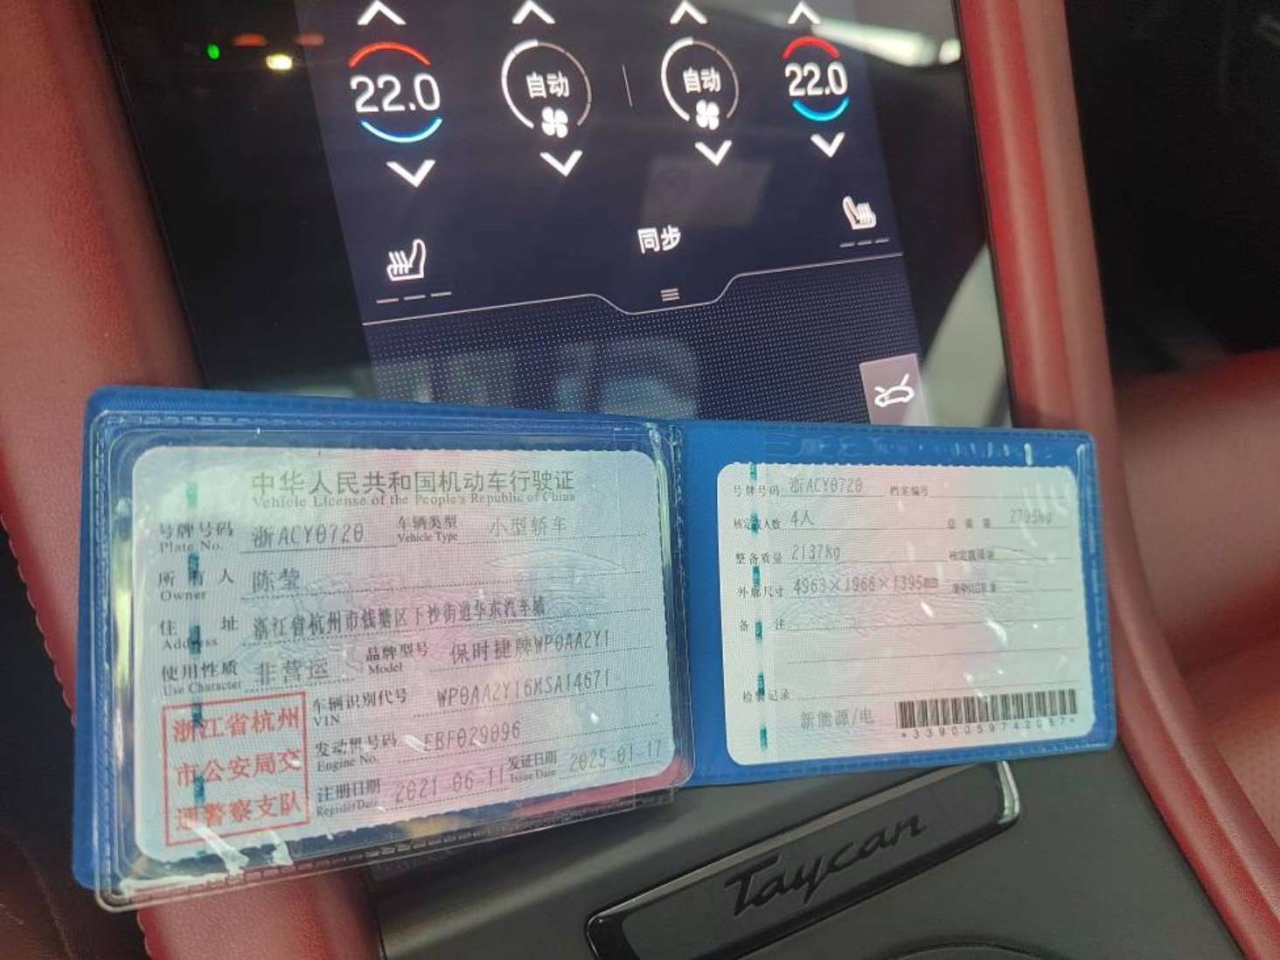 22.0 自动 自动 22.0
同步
中华人民共和国机动车行驶证
Vehicle License of the People's Republic of China
号牌号码 浙ACY0720 车辆类型 小型轿车
Plate No. Vehicle Type
所有人 陈莹
Owner
住址 浙江省杭州市钱塘区下沙街道华东汽车城
Address
使用性质 非营运 品牌型号 保时捷牌WP0AA2Y1
Use Character Model
车辆识别代号 WP0AA2Y16MSA14671
VIN
发动机号码 EBF029096
Engine No.
注册日期 2021-06-11 发证日期 2025-01-17
Register Date Issue Date
浙江省杭州
市公安局交
通警察支队
号牌号码 浙ACY0720 档案编号
核定载人数 4人 总质量 2795kg
整备质量 2137kg 核定载质量
外廓尺寸 4963×1966×1395mm
备注
检验记录
新能源/电
Taycan